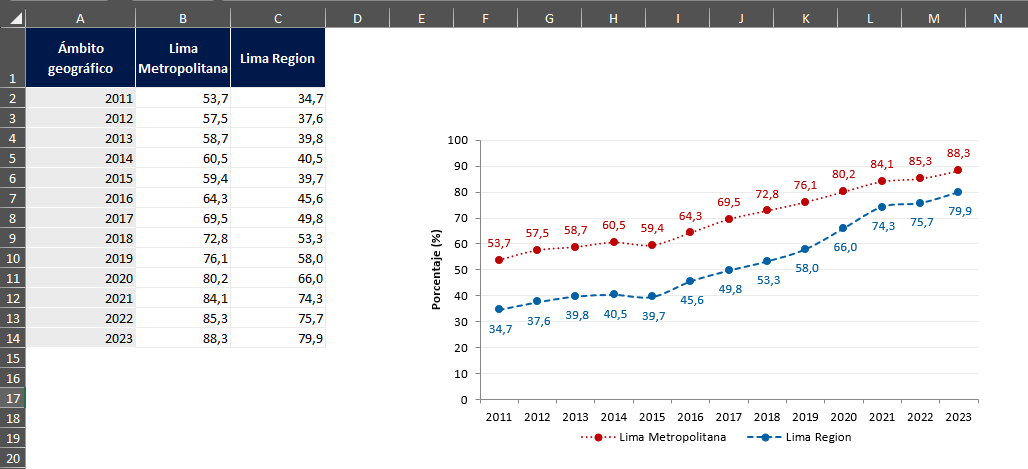 A B C D E F G H I J K L M N
1 Ámbito geográfico Lima Metropolitana Lima Region
2 2011 53,7 34,7
3 2012 57,5 37,6
4 2013 58,7 39,8
5 2014 60,5 40,5
6 2015 59,4 39,7
7 2016 64,3 45,6
8 2017 69,5 49,8
9 2018 72,8 53,3
10 2019 76,1 58,0
11 2020 80,2 66,0
12 2021 84,1 74,3
13 2022 85,3 75,7
14 2023 88,3 79,9
15
16
17
18
19
20
Porcentaje (%)
100
90
80
70
60
50
40
30
20
10
0
53,7 57,5 58,7 60,5 59,4 64,3 69,5 72,8 76,1 80,2 84,1 85,3 88,3
34,7 37,6 39,8 40,5 39,7 45,6 49,8 53,3 58,0 66,0 74,3 75,7 79,9
2011 2012 2013 2014 2015 2016 2017 2018 2019 2020 2021 2022 2023
Lima Metropolitana Lima Region